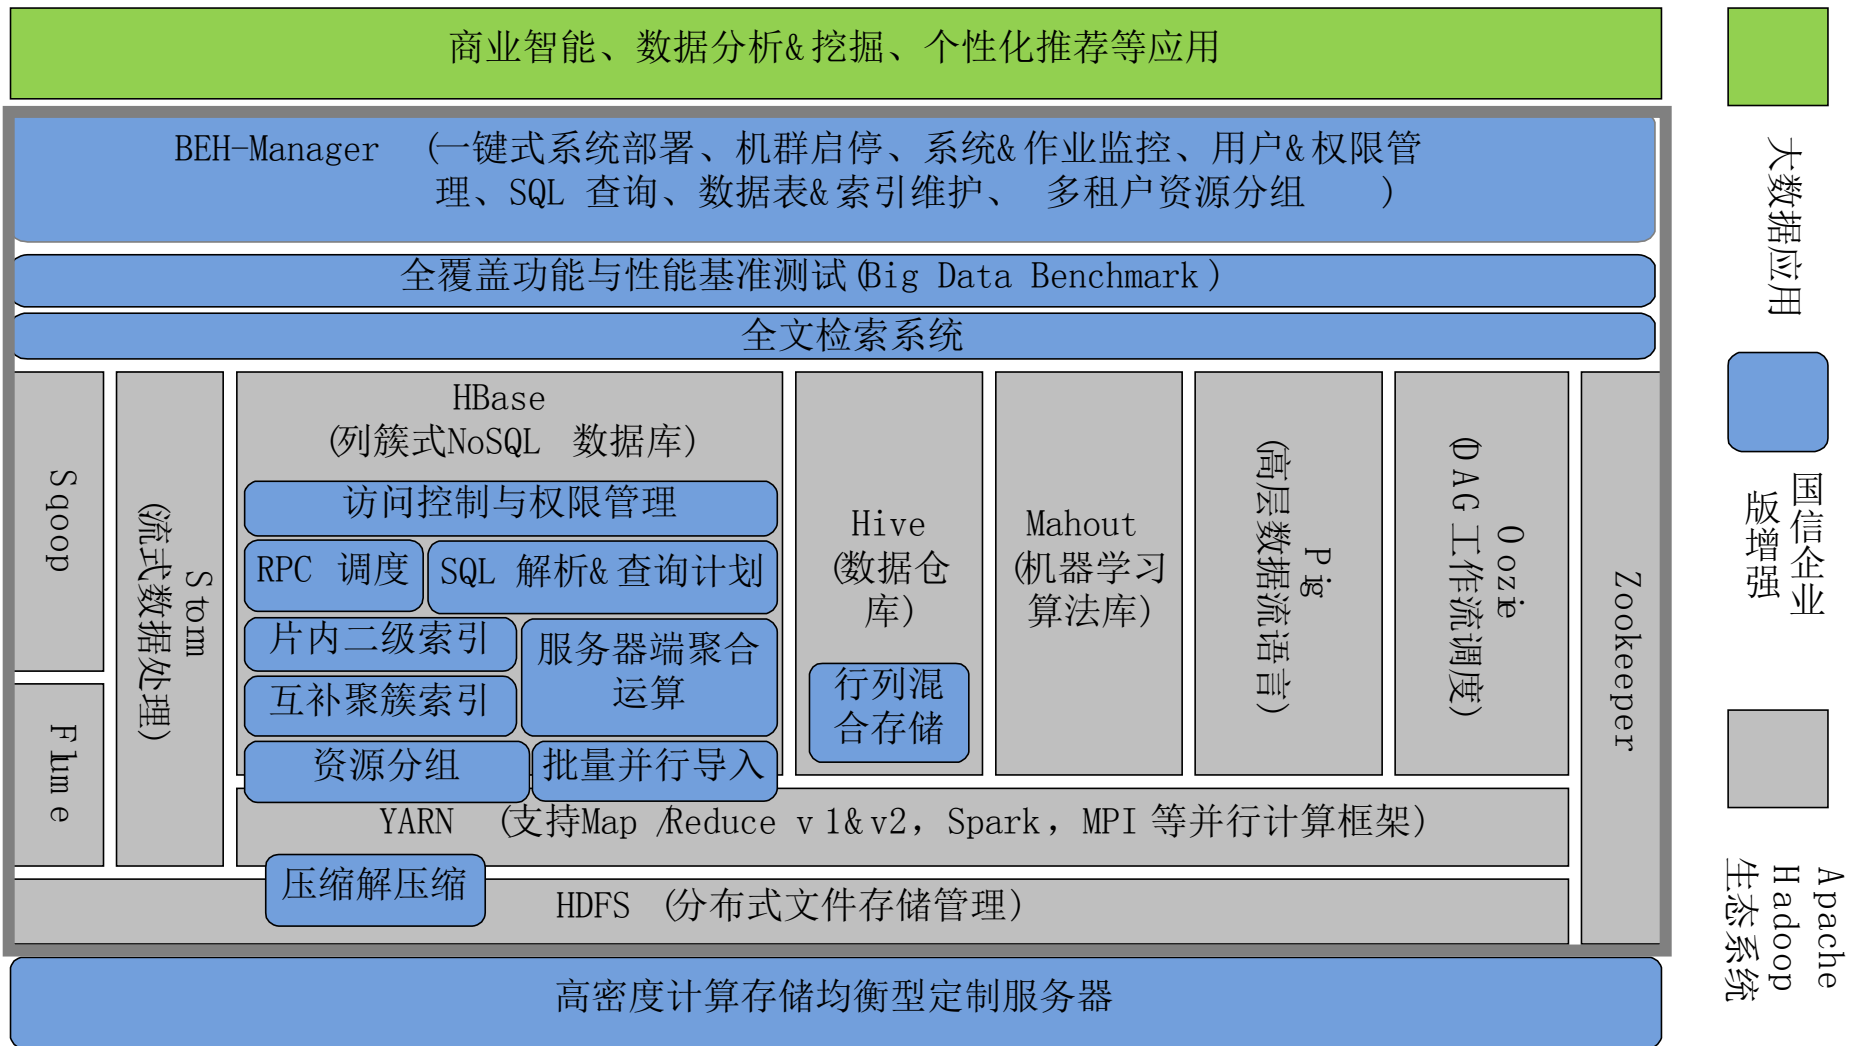 商业智能、数据分析&挖掘、个性化推荐等应用
BEH-Manager （一键式系统部署、机群启停、系统&作业监控、用户&权限管
理、SQL 查询、数据表&索引维护、 多租户资源分组 ）
全覆盖功能与性能基准测试(Big Data Benchmark)
全文检索系统
Sqoop
Flume
Storm
(流式数据处理)
HBase
(列簇式NoSQL 数据库)
访问控制与权限管理
RPC 调度
SQL 解析&查询计划
片内二级索引
互补聚簇索引
服务器端聚合
运算
资源分组
批量并行导入
Hive
(数据仓
库)
行列混
合存储
Mahout
(机器学习
算法库)
Pig
(高层数据流语言)
Oozie
(DAG工作流调度)
Zookeeper
YARN (支持Map/Reduce v1&v2，Spark，MPI 等并行计算框架)
压缩解压缩
HDFS (分布式文件存储管理)
高密度计算存储均衡型定制服务器
大数据应用
国信企业
版增强
Apache
Hadoop
生态系统